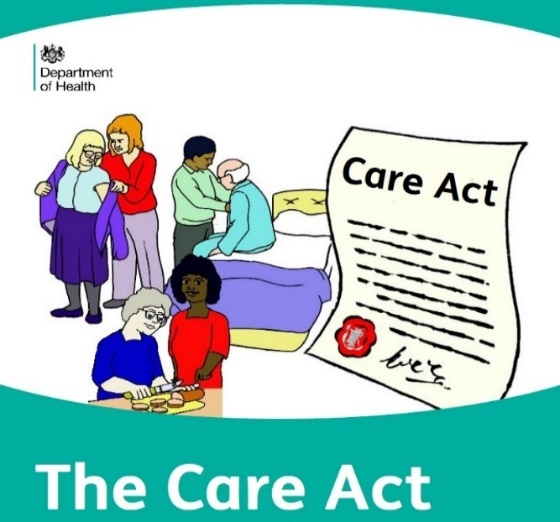 Department
of Health
Care Act
The Care Act